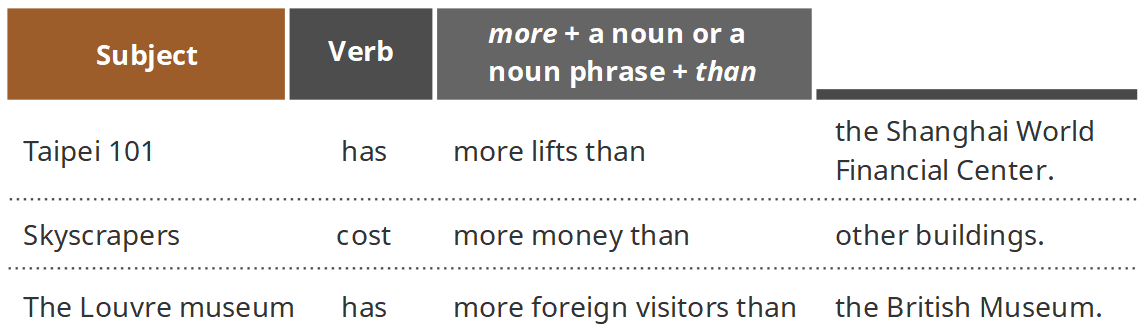 Subject
Verb
more + a noun or a
noun phrase + than
Taipei 101
has
more lifts than
the Shanghai World
Financial Center.
Skyscrapers
cost
more money than
other buildings.
The Louvre museum
has
more foreign visitors than
the British Museum.